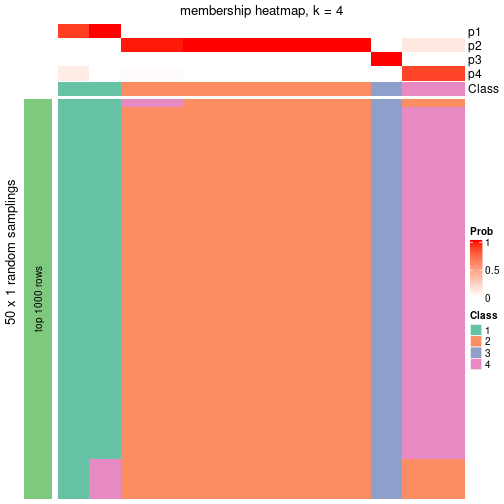 membership heatmap, k = 4
p1
p2
p3
p4
Class
50 x 1 random samplings
top 1000 rows
Prob
1
0.5
0
Class
1
2
3
4